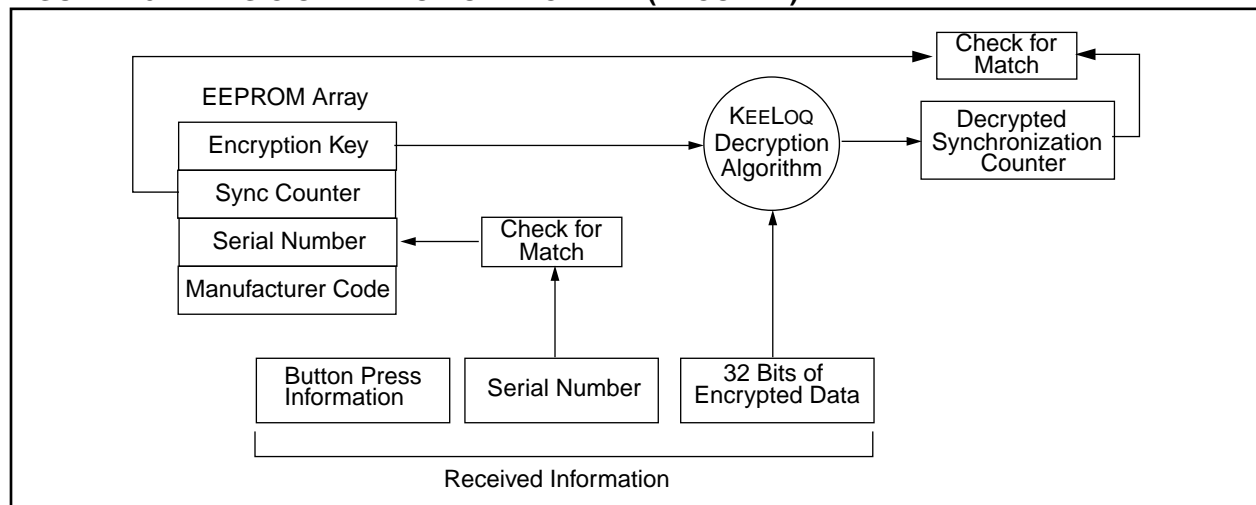 Check for
Match
EEPROM Array
KEELOQ
Decryption
Algorithm
Decrypted
Synchronization
Counter
Encryption Key
Sync Counter
Serial Number
Manufacturer Code
Check for
Match
Button Press
Information
Serial Number
32 Bits of
Encrypted Data
Received Information